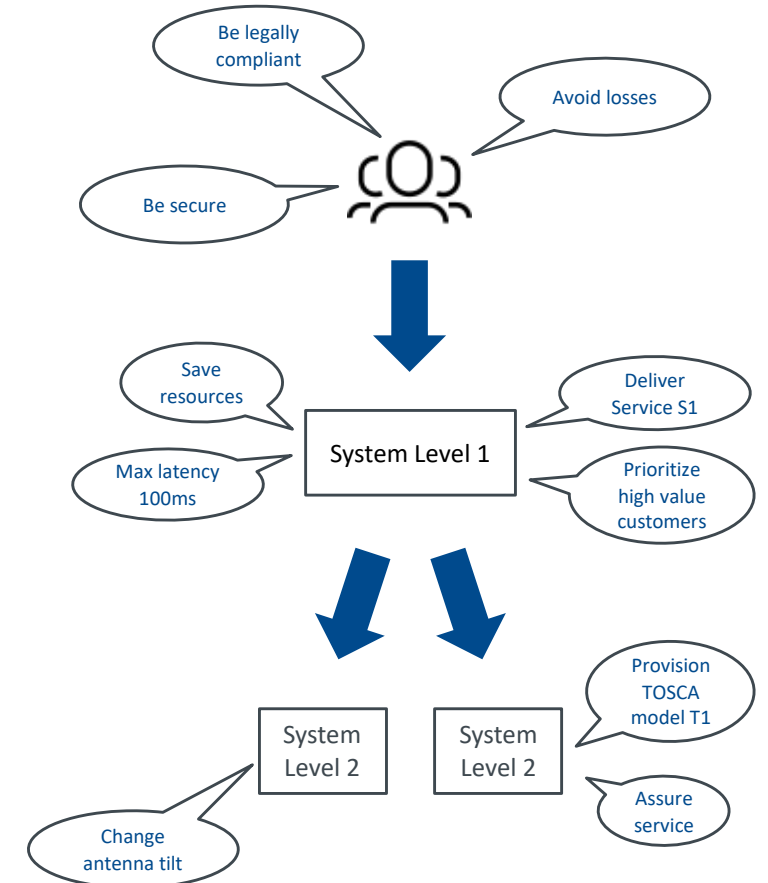 Be legally
compliant
Avoid losses
Be secure
Save
resources
Deliver
Service S1
System Level 1
Max latency
100ms
Prioritize
high value
customers
Provision
TOSCA
model T1
System
Level 2
System
Level 2
Assure
service
Change
antenna tilt